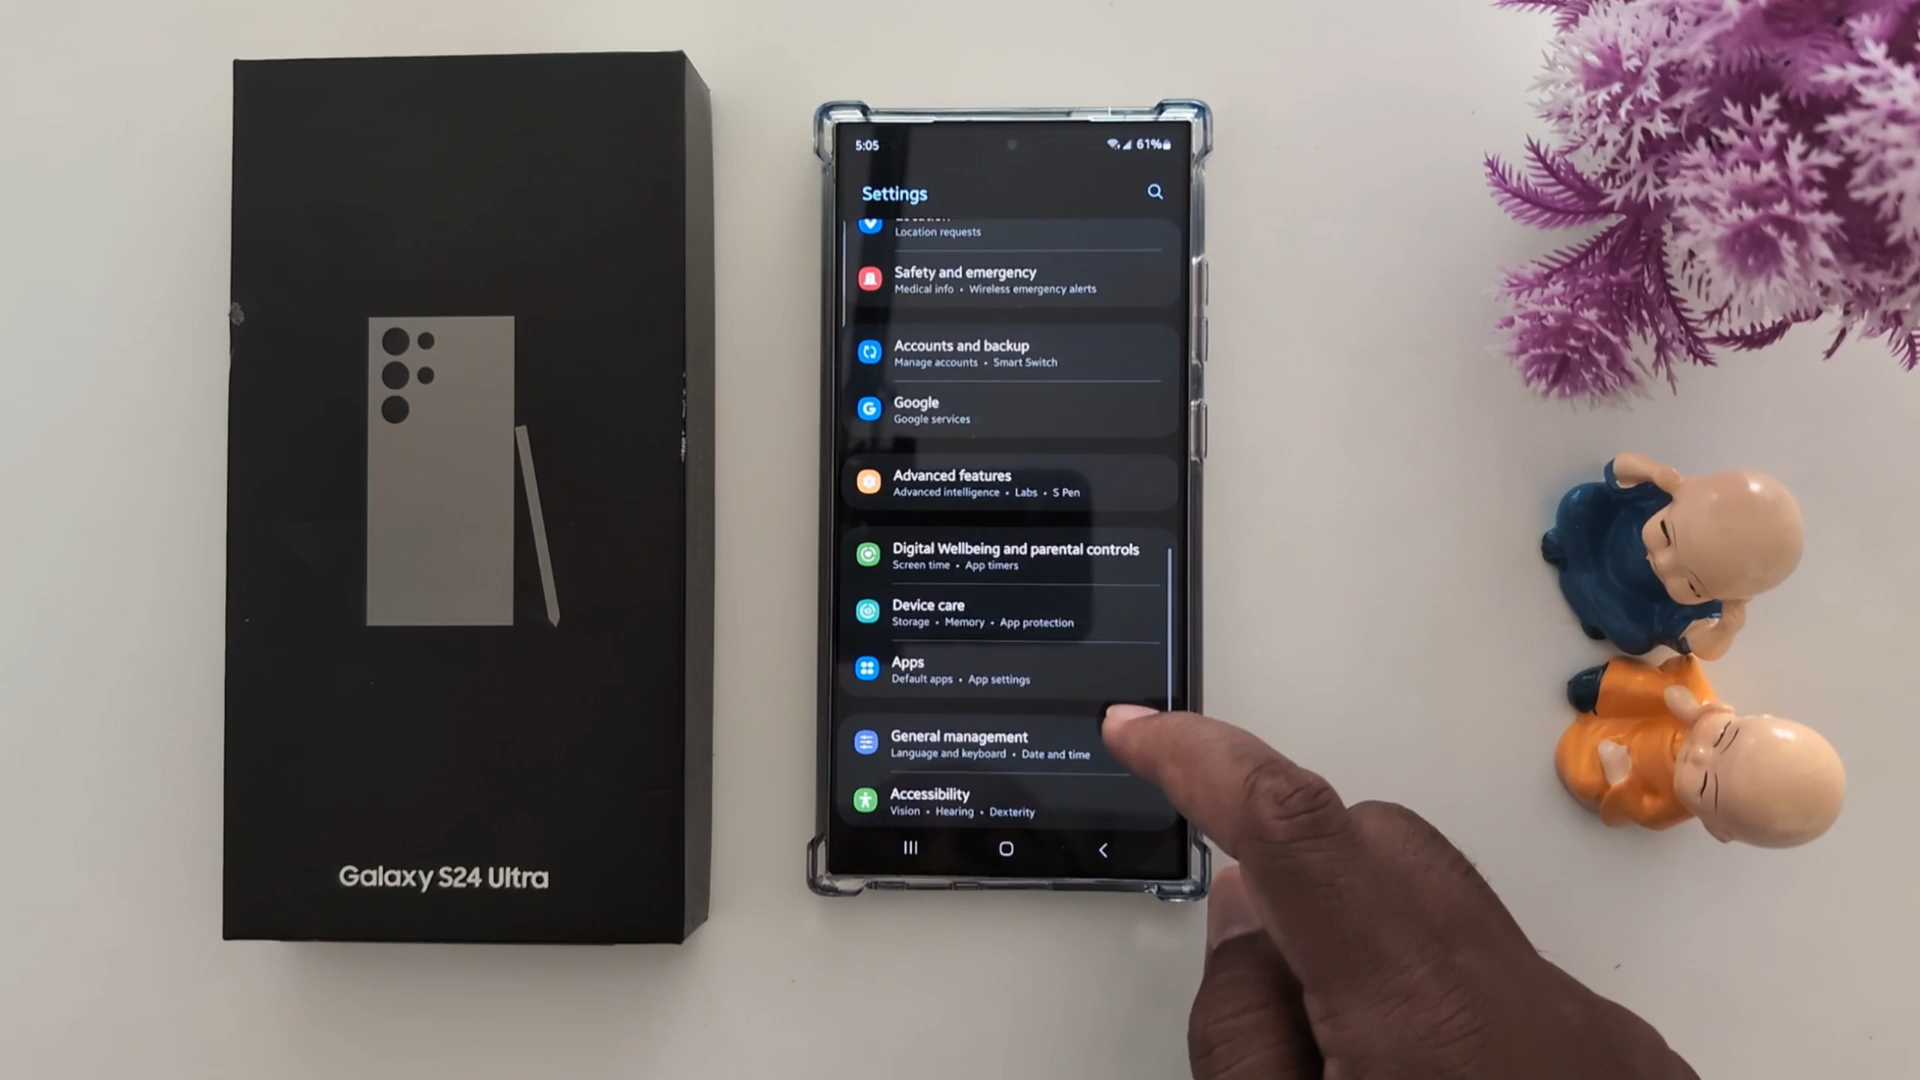 5:05
61%
Settings
Location requests
Safety and emergency
Medical info • Wireless emergency alerts
Accounts and backup
Manage accounts • Smart Switch
Google
Google services
Advanced features
Advanced intelligence • Labs • S Pen
Digital Wellbeing and parental controls
Screen time • App timers
Device care
Storage • Memory • App protection
Apps
Default apps • App settings
General management
Language and keyboard • Date and time
Accessibility
Vision • Hearing • Dexterity
Galaxy S24 Ultra